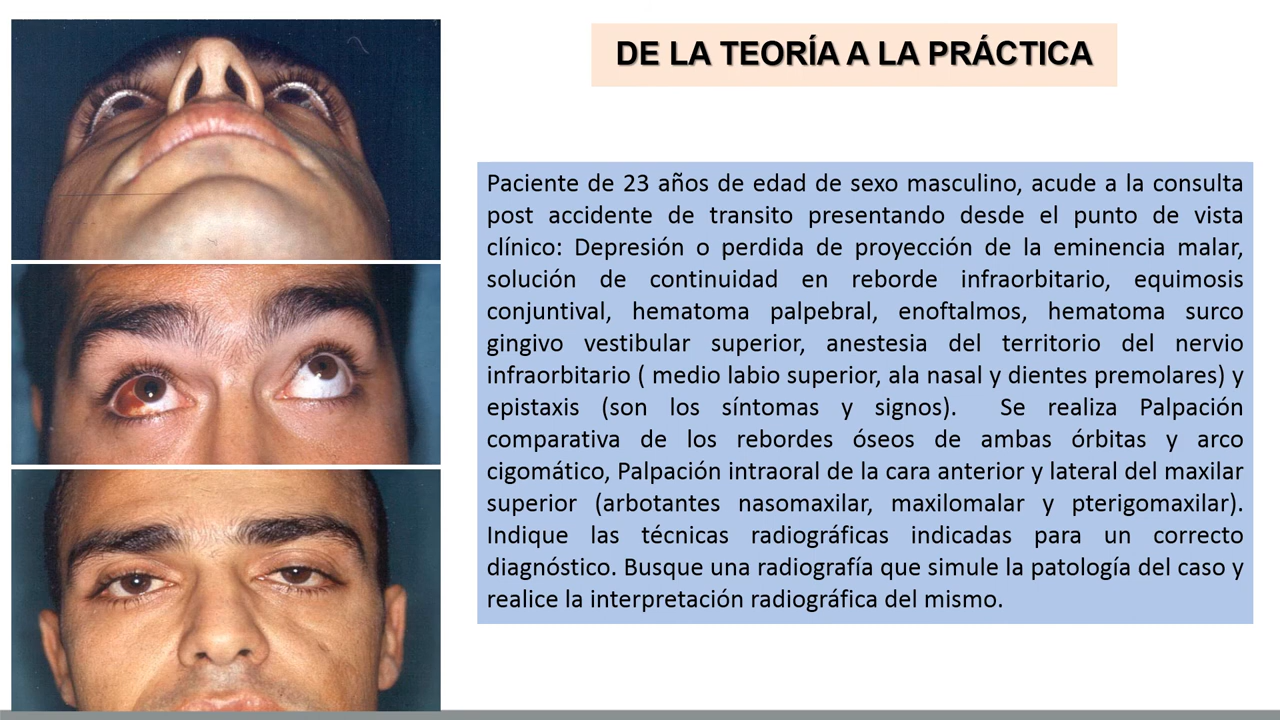 DE LA TEORÍA A LA PRÁCTICA
Paciente de 23 años de edad de sexo masculino, acude a la consulta
post accidente de transito presentando desde el punto de vista
clínico: Depresión o perdida de proyección de la eminencia malar,
solución de continuidad en reborde infraorbitario, equimosis
conjuntival, hematoma palpebral, enoftalmos, hematoma surco
gingivo vestibular superior, anestesia del territorio del nervio
infraorbitario ( medio labio superior, ala nasal y dientes premolares) y
epistaxis (son los síntomas y signos). Se realiza Palpación
comparativa de los rebordes óseos de ambas órbitas y arco
cigomático, Palpación intraoral de la cara anterior y lateral del maxilar
superior (arbotantes nasomaxilar, maxilomalar y pterigomaxilar).
Indique las técnicas radiográficas indicadas para un correcto
diagnóstico. Busque una radiografía que simule la patología del caso y
realice la interpretación radiográfica del mismo.